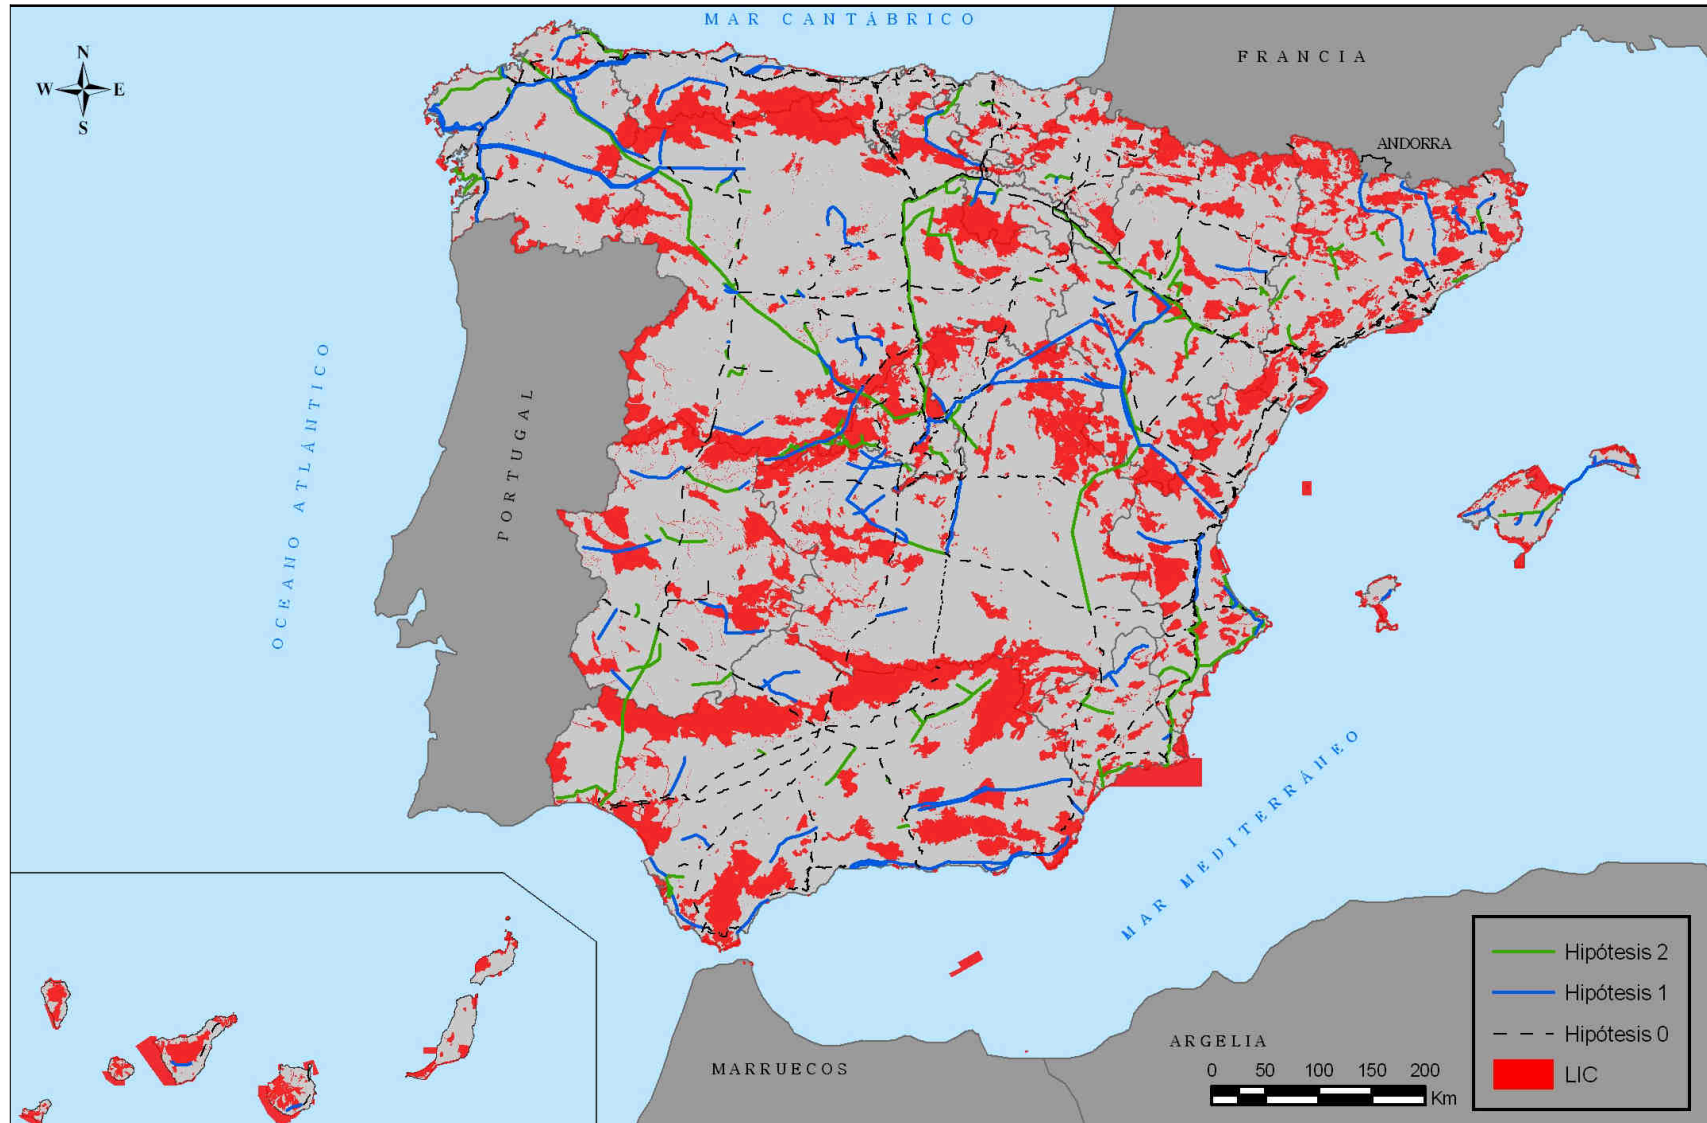 MAR CANTÁBRICO
FRANCIA
N
W E
S
ANDORRA
OCEANO ATLÁNTICO
PORTUGAL
MAR MEDITERRÁNEO
Hipótesis 2
Hipótesis 1
Hipótesis 0
LIC
ARGELIA
MARRUECOS
0 50 100 150 200
Km